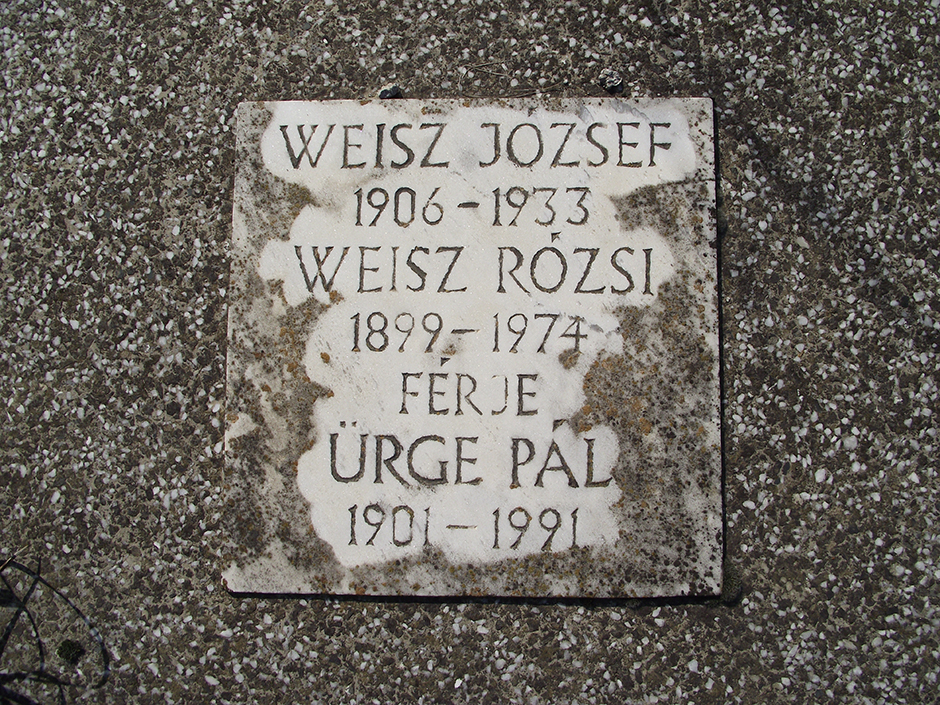 WEISZ JÓZSEF
1906-1933
WEISZ RÓZSI
1899-1974
FÉRJE
ÜRGE PÁL
1901-1991